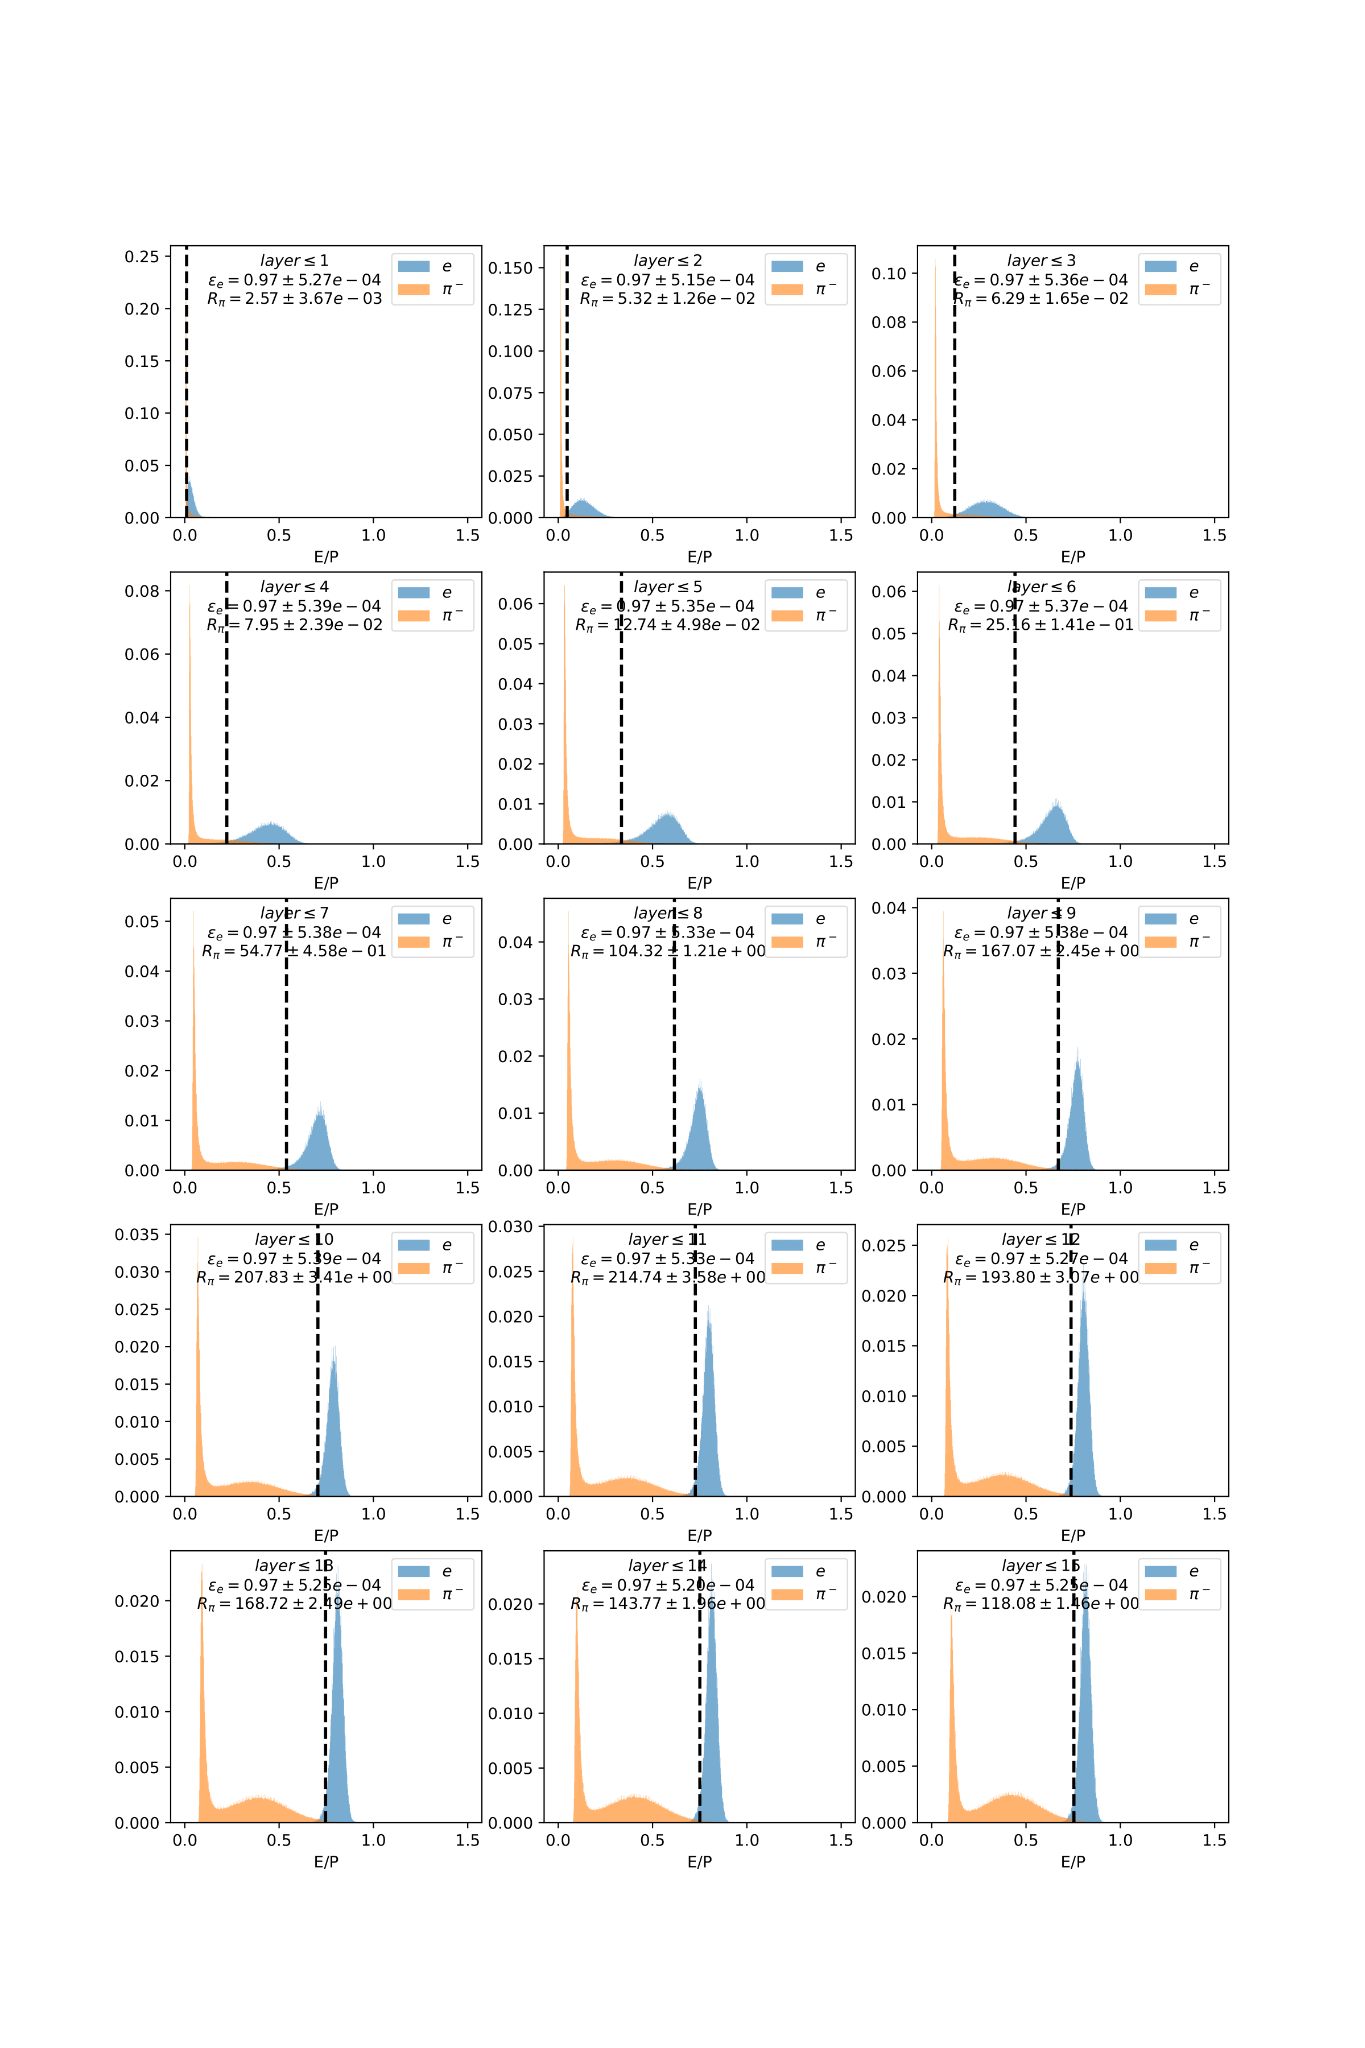 layer ≤ 1
ε_e = 0.97 ± 5.27e − 04
R_π = 2.57 ± 3.67e − 03
e
π⁻
0.25
0.20
0.15
0.10
0.05
0.00
0.0 0.5 1.0 1.5
E/P
layer ≤ 2
ε_e = 0.97 ± 5.15e − 04
R_π = 5.32 ± 1.26e − 02
e
π⁻
0.150
0.125
0.100
0.075
0.050
0.025
0.000
0.0 0.5 1.0 1.5
E/P
layer ≤ 3
ε_e = 0.97 ± 5.36e − 04
R_π = 6.29 ± 1.65e − 02
e
π⁻
0.10
0.08
0.06
0.04
0.02
0.00
0.0 0.5 1.0 1.5
E/P
layer ≤ 4
ε_e = 0.97 ± 5.39e − 04
R_π = 7.95 ± 2.39e − 02
e
π⁻
0.08
0.06
0.04
0.02
0.00
0.0 0.5 1.0 1.5
E/P
layer ≤ 5
ε_e = 0.97 ± 5.35e − 04
R_π = 12.74 ± 4.98e − 02
e
π⁻
0.06
0.05
0.04
0.03
0.02
0.01
0.00
0.0 0.5 1.0 1.5
E/P
layer ≤ 6
ε_e = 0.97 ± 5.37e − 04
R_π = 25.16 ± 1.41e − 01
e
π⁻
0.06
0.05
0.04
0.03
0.02
0.01
0.00
0.0 0.5 1.0 1.5
E/P
layer ≤ 7
ε_e = 0.97 ± 5.38e − 04
R_π = 54.77 ± 4.58e − 01
e
π⁻
0.05
0.04
0.03
0.02
0.01
0.00
0.0 0.5 1.0 1.5
E/P
layer ≤ 8
ε_e = 0.97 ± 5.33e − 04
R_π = 104.32 ± 1.21e + 00
e
π⁻
0.04
0.03
0.02
0.01
0.00
0.0 0.5 1.0 1.5
E/P
layer ≤ 9
ε_e = 0.97 ± 5.38e − 04
R_π = 167.07 ± 2.45e + 00
e
π⁻
0.04
0.03
0.02
0.01
0.00
0.0 0.5 1.0 1.5
E/P
layer ≤ 10
ε_e = 0.97 ± 5.39e − 04
R_π = 207.83 ± 3.41e + 00
e
π⁻
0.035
0.030
0.025
0.020
0.015
0.010
0.005
0.000
0.0 0.5 1.0 1.5
E/P
layer ≤ 11
ε_e = 0.97 ± 5.33e − 04
R_π = 214.74 ± 3.58e + 00
e
π⁻
0.030
0.025
0.020
0.015
0.010
0.005
0.000
0.0 0.5 1.0 1.5
E/P
layer ≤ 12
ε_e = 0.97 ± 5.27e − 04
R_π = 193.80 ± 3.07e + 00
e
π⁻
0.025
0.020
0.015
0.010
0.005
0.000
0.0 0.5 1.0 1.5
E/P
layer ≤ 13
ε_e = 0.97 ± 5.25e − 04
R_π = 168.72 ± 2.49e + 00
e
π⁻
0.020
0.015
0.010
0.005
0.000
0.0 0.5 1.0 1.5
E/P
layer ≤ 14
ε_e = 0.97 ± 5.20e − 04
R_π = 143.77 ± 1.96e + 00
e
π⁻
0.020
0.015
0.010
0.005
0.000
0.0 0.5 1.0 1.5
E/P
layer ≤ 15
ε_e = 0.97 ± 5.25e − 04
R_π = 118.08 ± 1.46e + 00
e
π⁻
0.020
0.015
0.010
0.005
0.000
0.0 0.5 1.0 1.5
E/P